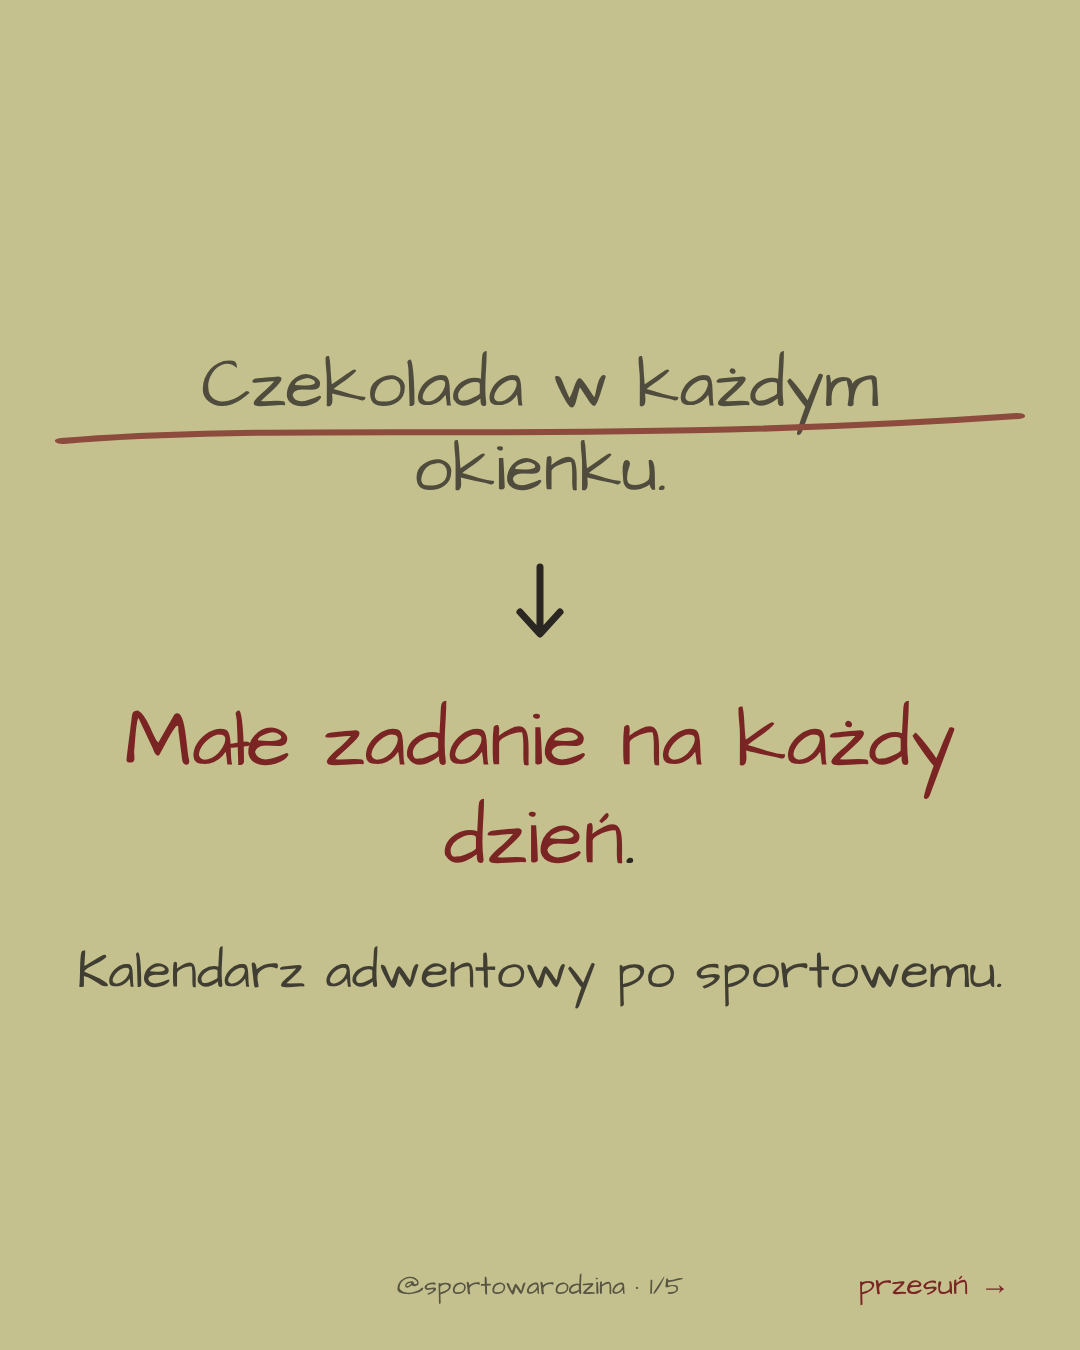 Czekolada w każdym
okienku.
↓
Małe zadanie na każdy
dzień.
Kalendarz adwentowy po sportowemu.
@sportowarodzina · 1/5
przesuń →